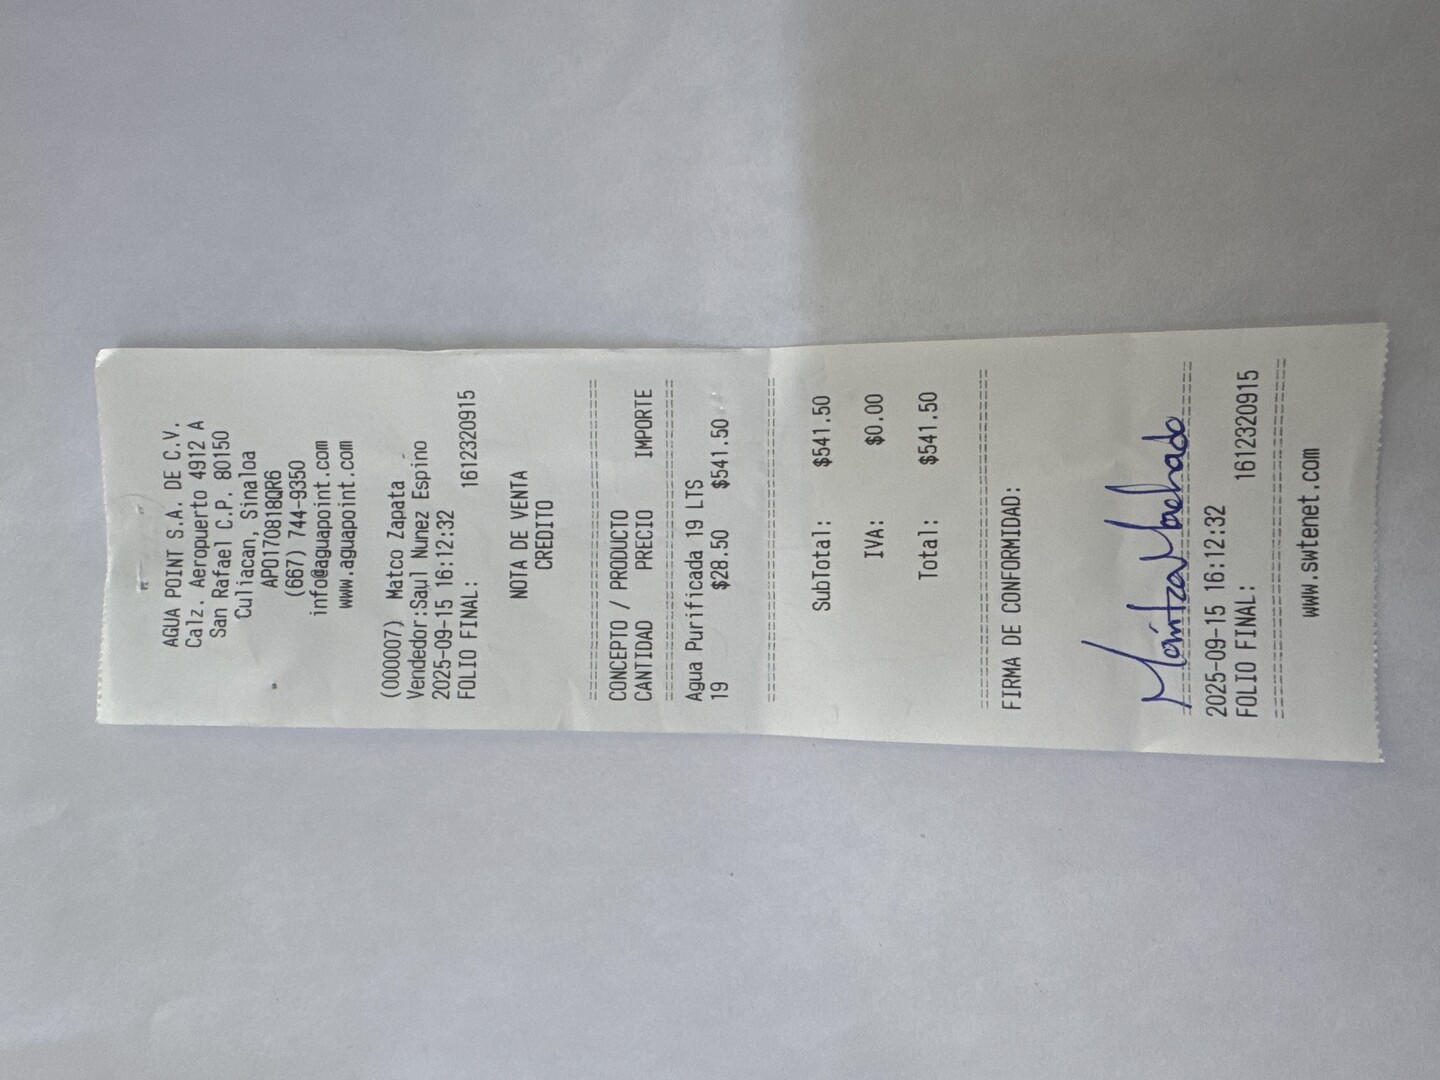 AGUA POINT S.A. DE C.V.
Calz. Aeropuerto 4912 A
San Rafael C.P. 80150
Culiacan, Sinaloa
APO170818QR6
(667) 744-9350
info@aguapoint.com
www.aguapoint.com
(000007) Matco Zapata
Vendedor:Saul Nunez Espino
2025-09-15 16:12:32
FOLIO FINAL: 1612320915
NOTA DE VENTA
CREDITO
================================
CONCEPTO / PRODUCTO
CANTIDAD PRECIO IMPORTE
================================
Agua Purificada 19 LTS
19 $28.50 $541.50
================================
SubTotal: $541.50
IVA: $0.00
Total: $541.50
================================
FIRMA DE CONFORMIDAD:
Maritza Machado
================================
2025-09-15 16:12:32
FOLIO FINAL: 1612320915
================================
www.swtenet.com